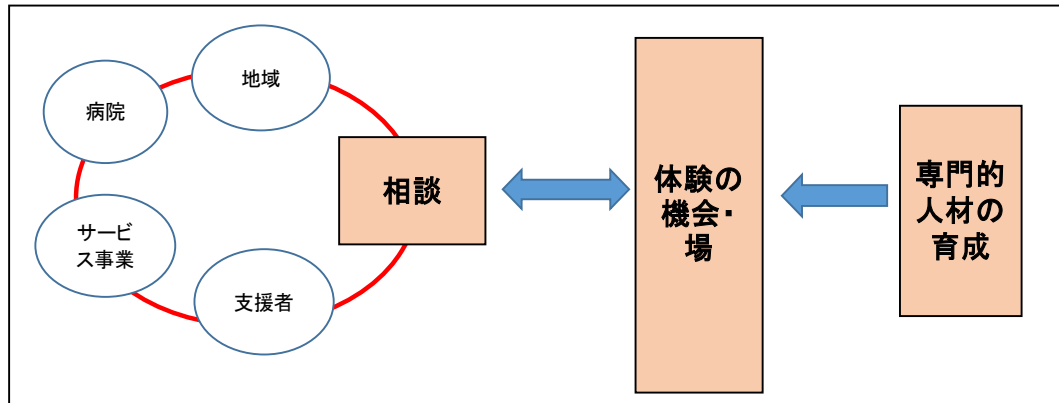 地域
病院
相談
サービ
ス事業
支援者
体験の
機会・
場
専門的
人材の
育成